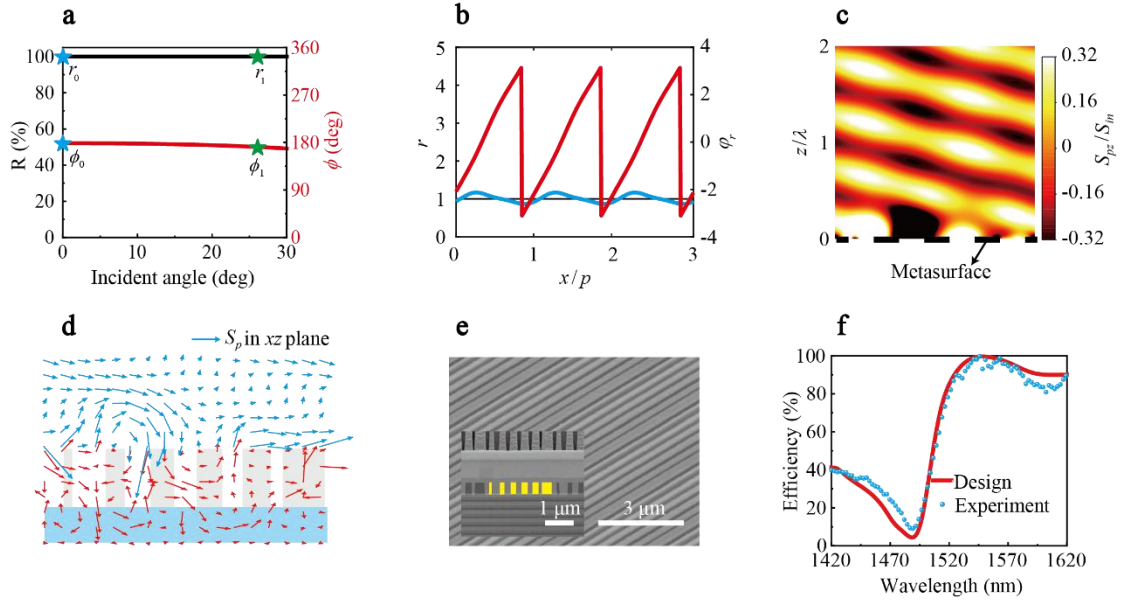 a
R (%)
100
80
60
40
20
0
r0
r1
ϕ0
ϕ1
360
270
180
90
0
ϕ (deg)
0 10 20 30
Incident angle (deg)
b
r
5
4
3
2
1
0
4
2
0
-2
-4
φr
0 1 2 3
x/p
c
z/λ
2
1
0
0.32
0.16
0
-0.16
-0.32
Spz/Sin
Metasurface
d
Sp in xz plane
e
1 μm
3 μm
f
Efficiency (%)
100
80
60
40
20
0
Design
Experiment
1420 1470 1520 1570 1620
Wavelength (nm)